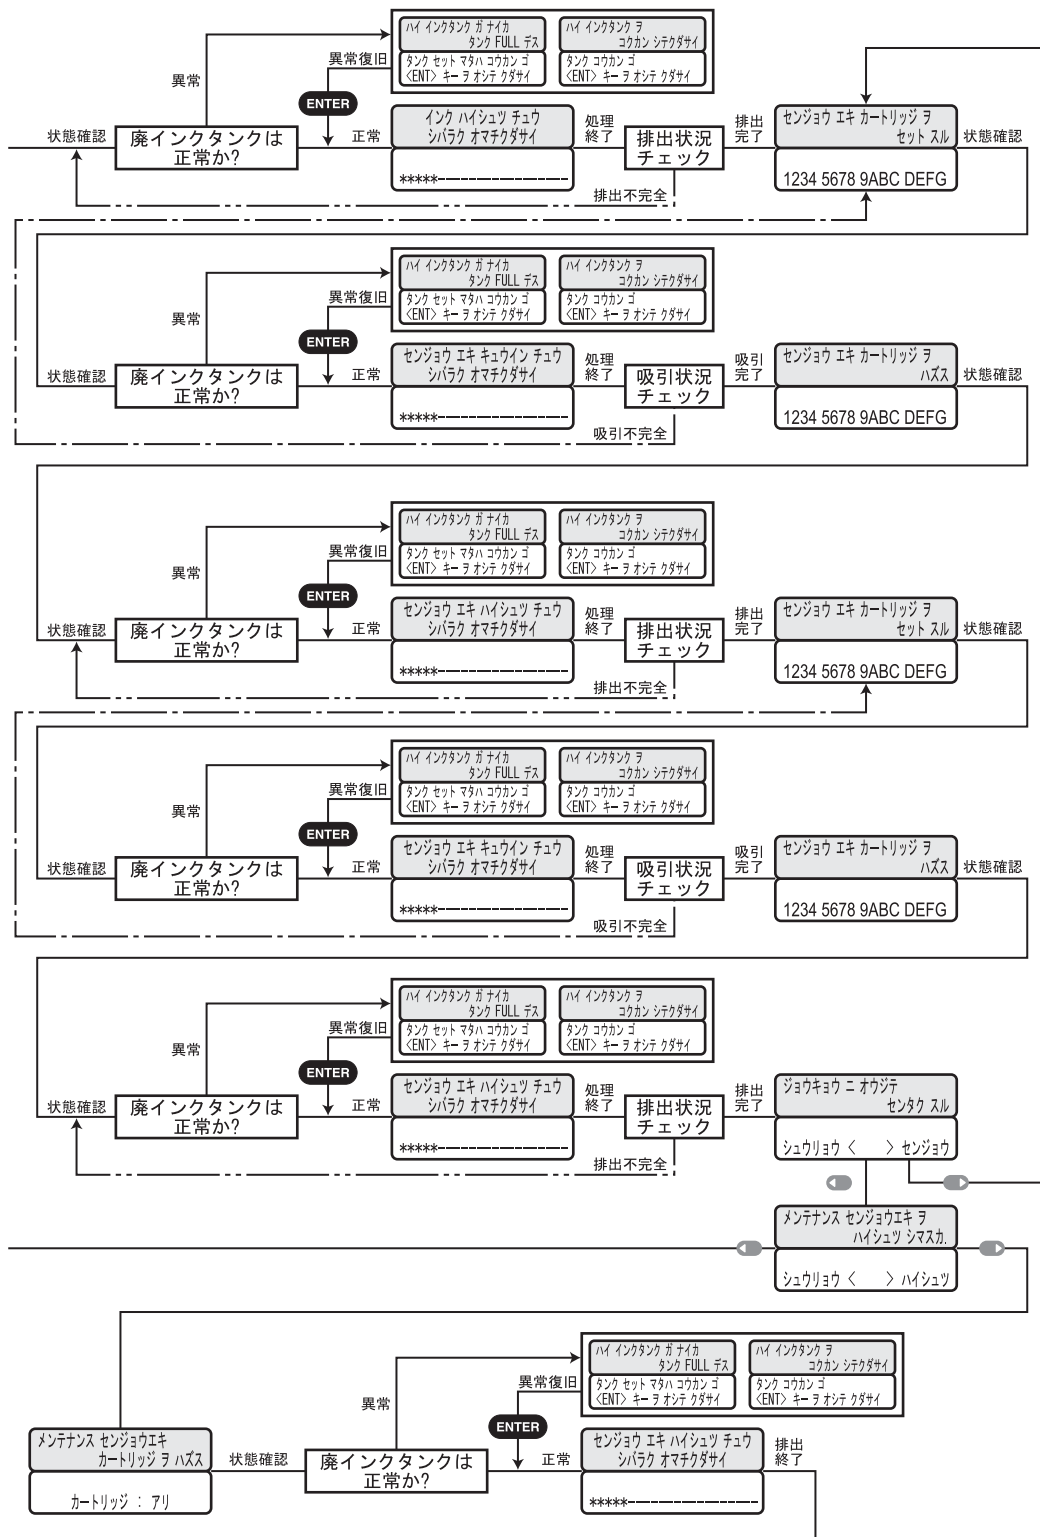 ハイ インクタンク ガ ナイカ
タンク FULL デス
ハイ インクタンク ヲ
コウカン シテクダサイ
タンク セット マタハ コウカン ゴ
<ENT> キー ヲ オシテ クダサイ
タンク コウカン ゴ
<ENT> キー ヲ オシテ クダサイ
異常
異常復旧
ENTER
状態確認
廃インクタンクは
正常か?
正常
インク ハイシュツ チュウ
シバラク オマチクダサイ
*****---------------
処理
終了
排出状況
チェック
排出
完了
センジョウ エキ カートリッジ ヲ
セット スル
1234 5678 9ABC DEFG
状態確認
排出不完全
ハイ インクタンク ガ ナイカ
タンク FULL デス
ハイ インクタンク ヲ
コウカン シテクダサイ
タンク セット マタハ コウカン ゴ
<ENT> キー ヲ オシテ クダサイ
タンク コウカン ゴ
<ENT> キー ヲ オシテ クダサイ
異常
異常復旧
ENTER
状態確認
廃インクタンクは
正常か?
正常
センジョウ エキ キュウイン チュウ
シバラク オマチクダサイ
*****---------------
処理
終了
吸引状況
チェック
吸引
完了
センジョウ エキ カートリッジ ヲ
ハズス
1234 5678 9ABC DEFG
状態確認
吸引不完全
ハイ インクタンク ガ ナイカ
タンク FULL デス
ハイ インクタンク ヲ
コウカン シテクダサイ
タンク セット マタハ コウカン ゴ
<ENT> キー ヲ オシテ クダサイ
タンク コウカン ゴ
<ENT> キー ヲ オシテ クダサイ
異常
異常復旧
ENTER
状態確認
廃インクタンクは
正常か?
正常
センジョウ エキ ハイシュツ チュウ
シバラク オマチクダサイ
*****---------------
処理
終了
排出状況
チェック
排出
完了
センジョウ エキ カートリッジ ヲ
セット スル
1234 5678 9ABC DEFG
状態確認
排出不完全
ハイ インクタンク ガ ナイカ
タンク FULL デス
ハイ インクタンク ヲ
コウカン シテクダサイ
タンク セット マタハ コウカン ゴ
<ENT> キー ヲ オシテ クダサイ
タンク コウカン ゴ
<ENT> キー ヲ オシテ クダサイ
異常
異常復旧
ENTER
状態確認
廃インクタンクは
正常か?
正常
センジョウ エキ キュウイン チュウ
シバラク オマチクダサイ
*****---------------
処理
終了
吸引状況
チェック
吸引
完了
センジョウ エキ カートリッジ ヲ
ハズス
1234 5678 9ABC DEFG
状態確認
吸引不完全
ハイ インクタンク ガ ナイカ
タンク FULL デス
ハイ インクタンク ヲ
コウカン シテクダサイ
タンク セット マタハ コウカン ゴ
<ENT> キー ヲ オシテ クダサイ
タンク コウカン ゴ
<ENT> キー ヲ オシテ クダサイ
異常
異常復旧
ENTER
状態確認
廃インクタンクは
正常か?
正常
センジョウ エキ ハイシュツ チュウ
シバラク オマチクダサイ
*****---------------
処理
終了
排出状況
チェック
排出
完了
ジョウキョウ ニ オウジテ
センタク スル
シュウリョウ < > センジョウ
排出不完全
メンテナンス センジョウエキ ヲ
ハイシュツ シマスカ.
シュウリョウ < > ハイシュツ
ハイ インクタンク ガ ナイカ
タンク FULL デス
ハイ インクタンク ヲ
コウカン シテクダサイ
タンク セット マタハ コウカン ゴ
<ENT> キー ヲ オシテ クダサイ
タンク コウカン ゴ
<ENT> キー ヲ オシテ クダサイ
異常
異常復旧
ENTER
メンテナンス センジョウエキ
カートリッジ ヲ ハズス
カートリッジ : アリ
状態確認
廃インクタンクは
正常か?
正常
センジョウ エキ ハイシュツ チュウ
シバラク オマチクダサイ
*****---------------
排出
終了